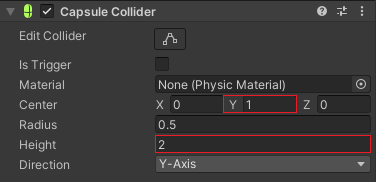 Capsule Collider
Edit Collider
Is Trigger
Material None (Physic Material)
Center X 0 Y 1 Z 0
Radius 0.5
Height 2
Direction Y-Axis